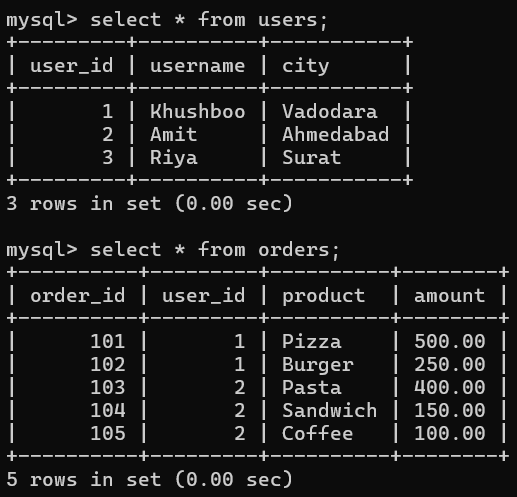 mysql> select * from users;
+---------+----------+-----------+
| user_id | username | city      |
+---------+----------+-----------+
|       1 | Khushboo | Vadodara  |
|       2 | Amit     | Ahmedabad |
|       3 | Riya     | Surat     |
+---------+----------+-----------+
3 rows in set (0.00 sec)

mysql> select * from orders;
+----------+---------+----------+--------+
| order_id | user_id | product  | amount |
+----------+---------+----------+--------+
|      101 |       1 | Pizza    | 500.00 |
|      102 |       1 | Burger   | 250.00 |
|      103 |       2 | Pasta    | 400.00 |
|      104 |       2 | Sandwich | 150.00 |
|      105 |       2 | Coffee   | 100.00 |
+----------+---------+----------+--------+
5 rows in set (0.00 sec)